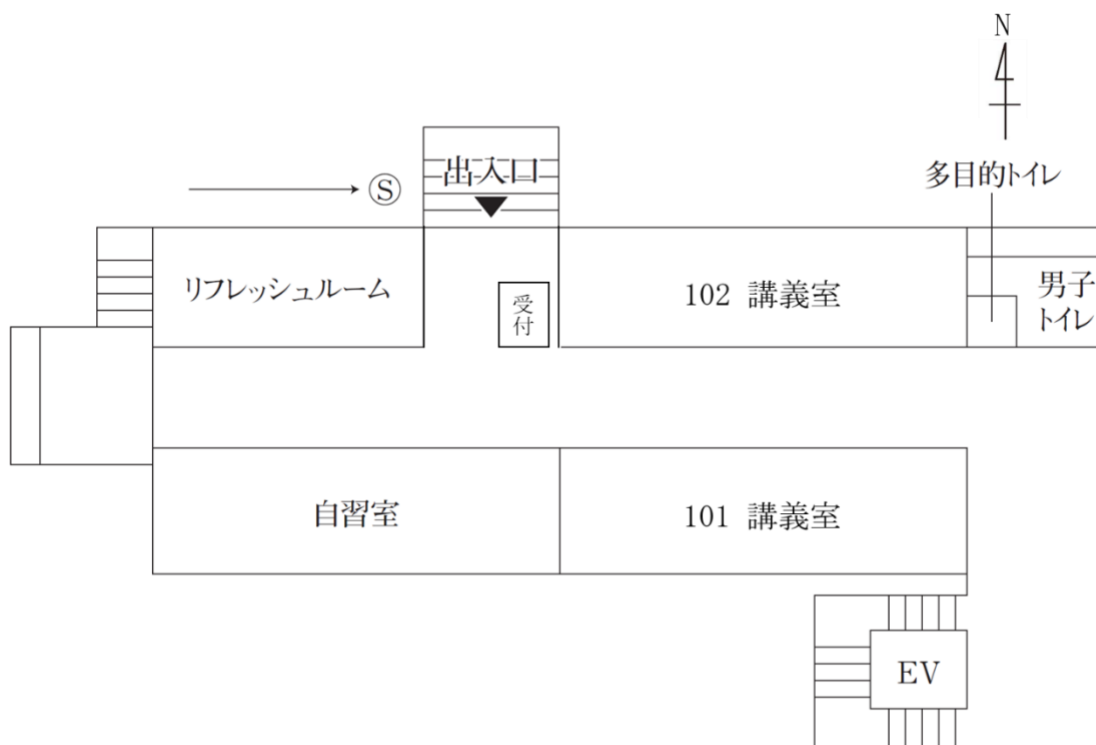 N
多目的トイレ
出入口
Ⓢ
リフレッシュルーム
受付
102 講義室
男子
トイレ
自習室
101 講義室
EV